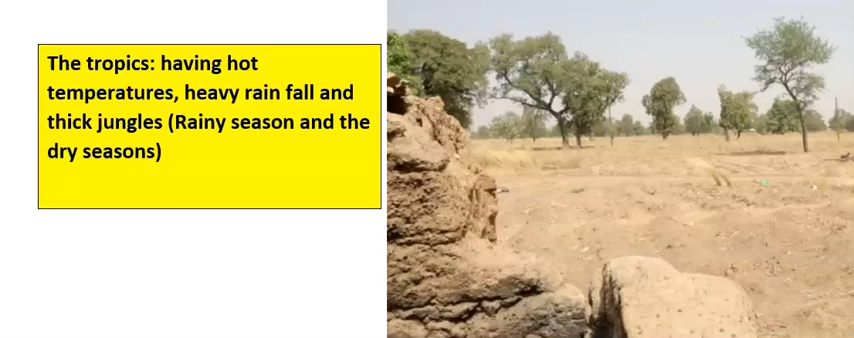 The tropics: having hot
temperatures, heavy rain fall and
thick jungles (Rainy season and the
dry seasons)